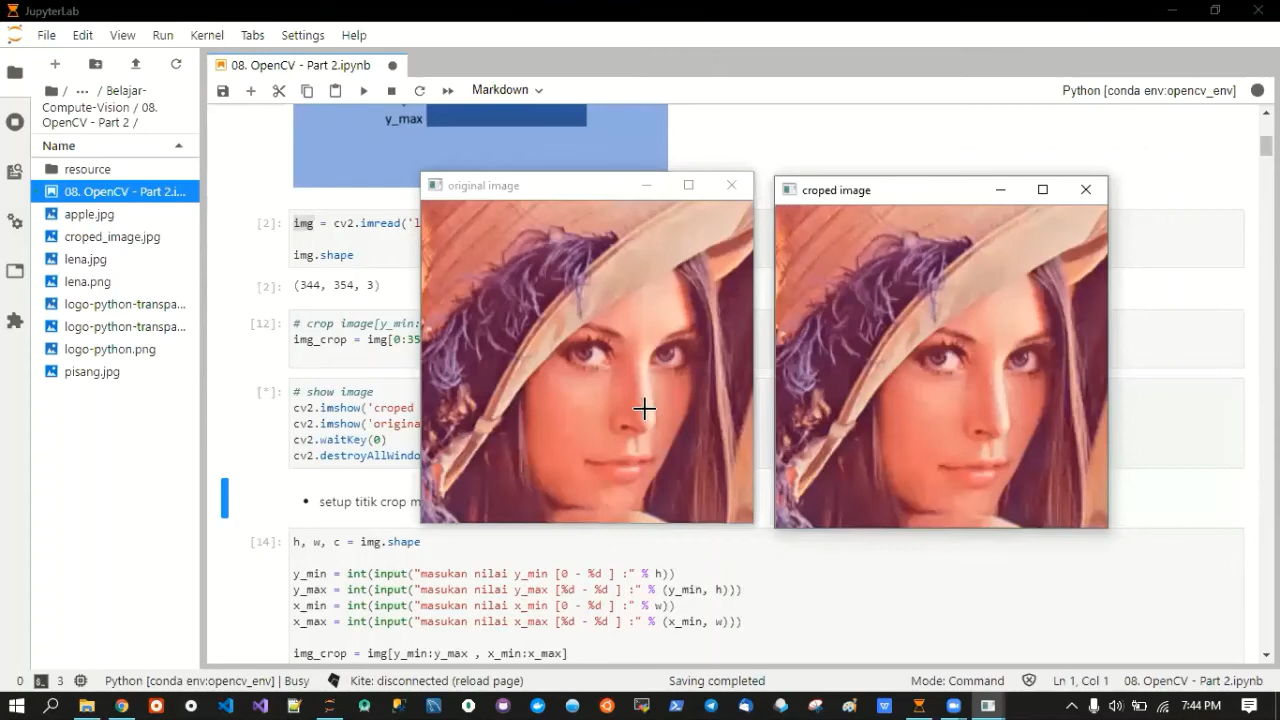 JupyterLab
File Edit View Run Kernel Tabs Settings Help
08. OpenCV - Part 2.ipynb
/ ... / Belajar-
Compute-Vision / 08.
OpenCV - Part 2 /
Name
resource
08. OpenCV - Part 2.i...
apple.jpg
croped_image.jpg
lena.jpg
lena.png
logo-python-transpa...
logo-python-transpa...
logo-python.png
pisang.jpg
Markdown
Python [conda env:opencv_env]
y_max
original image
croped image
[2]: img = cv2.imread('l
img.shape
[2]: (344, 354, 3)
[12]: # crop image[y_min:
img_crop = img[0:35
[*]: # show image
cv2.imshow('croped
cv2.imshow('origina
cv2.waitKey(0)
cv2.destroyAllWindo
• setup titik crop m
[14]: h, w, c = img.shape
y_min = int(input("masukan nilai y_min [0 - %d ] :" % h))
y_max = int(input("masukan nilai y_max [%d - %d ] :" % (y_min, h)))
x_min = int(input("masukan nilai x_min [0 - %d ] :" % w))
x_max = int(input("masukan nilai x_max [%d - %d ] :" % (x_min, w)))
img_crop = img[y_min:y_max , x_min:x_max]
0 3 Python [conda env:opencv_env] | Busy Kite: disconnected (reload page) Saving completed Mode: Command Ln 1, Col 1 08. OpenCV - Part 2.ipynb
7:44 PM